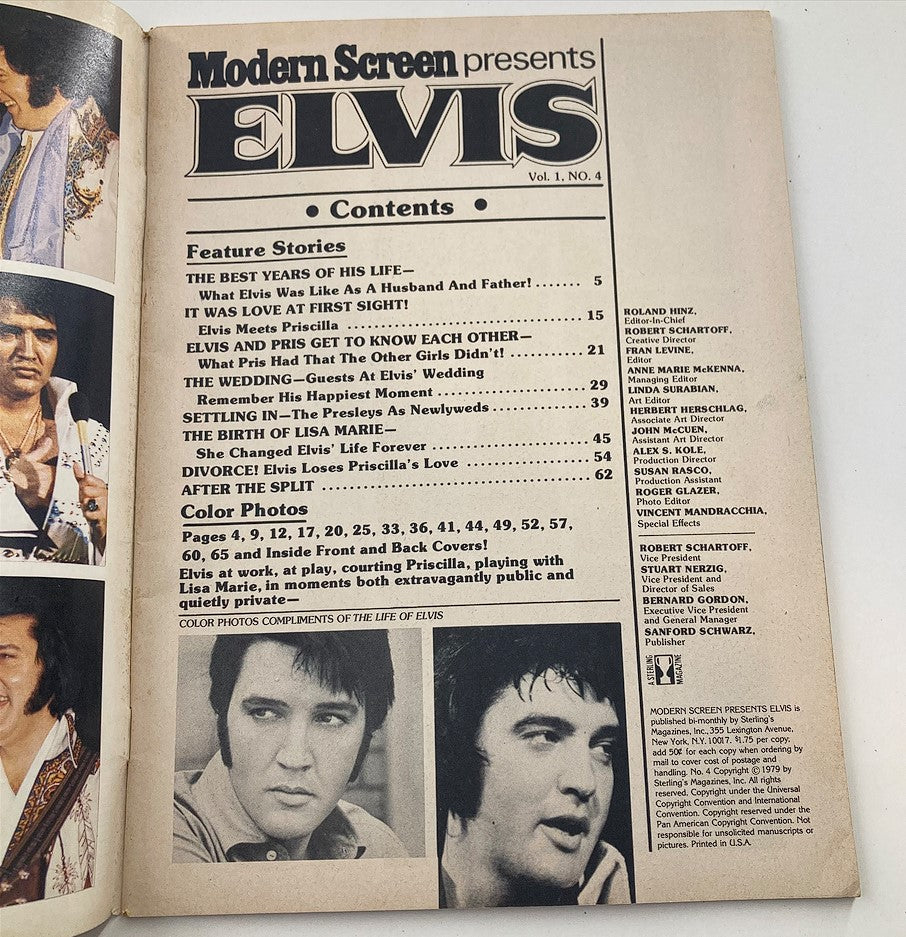 Modern Screen presents
ELVIS
Vol. 1, NO. 4
• Contents •
Feature Stories
THE BEST YEARS OF HIS LIFE—
What Elvis Was Like As A Husband And Father! ....... 5
IT WAS LOVE AT FIRST SIGHT!
Elvis Meets Priscilla ........................................ 15
ELVIS AND PRIS GET TO KNOW EACH OTHER—
What Pris Had That The Other Girls Didn't! ........... 21
THE WEDDING—Guests At Elvis' Wedding
Remember His Happiest Moment ......................... 29
SETTLING IN—The Presleys As Newlyweds .................. 39
THE BIRTH OF LISA MARIE—
She Changed Elvis' Life Forever ......................... 45
DIVORCE! Elvis Loses Priscilla's Love ..................... 54
AFTER THE SPLIT ............................................ 62
Color Photos
Pages 4, 9, 12, 17, 20, 25, 33, 36, 41, 44, 49, 52, 57,
60, 65 and Inside Front and Back Covers!
Elvis at work, at play, courting Priscilla, playing with
Lisa Marie, in moments both extravagantly public and
quietly private—
COLOR PHOTOS COMPLIMENTS OF THE LIFE OF ELVIS
ROLAND HINZ,
Editor-In-Chief
ROBERT SCHARTOFF,
Creative Director
FRAN LEVINE,
Editor
ANNE MARIE McKENNA,
Managing Editor
LINDA SURABIAN,
Art Editor
HERBERT HERSCHLAG,
Associate Art Director
JOHN McCUEN,
Assistant Art Director
ALEX S. KOLE,
Production Director
SUSAN RASCO,
Production Assistant
ROGER GLAZER,
Photo Editor
VINCENT MANDRACCHIA,
Special Effects
ROBERT SCHARTOFF,
Vice President
STUART NERZIG,
Vice President and
Director of Sales
BERNARD GORDON,
Executive Vice President
and General Manager
SANFORD SCHWARZ,
Publisher
A STERLING
MAGAZINE
MODERN SCREEN PRESENTS ELVIS is
published bi-monthly by Sterling's
Magazines, Inc., 355 Lexington Avenue,
New York, N.Y. 10017. $1.75 per copy;
add 50¢ for each copy when ordering by
mail to cover cost of postage and
handling. No. 4 Copyright © 1979 by
Sterling's Magazines, Inc. All rights
reserved. Copyright under the Universal
Copyright Convention and International
Convention. Copyright reserved under the
Pan American Copyright Convention. Not
responsible for unsolicited manuscripts or
pictures. Printed in U.S.A.